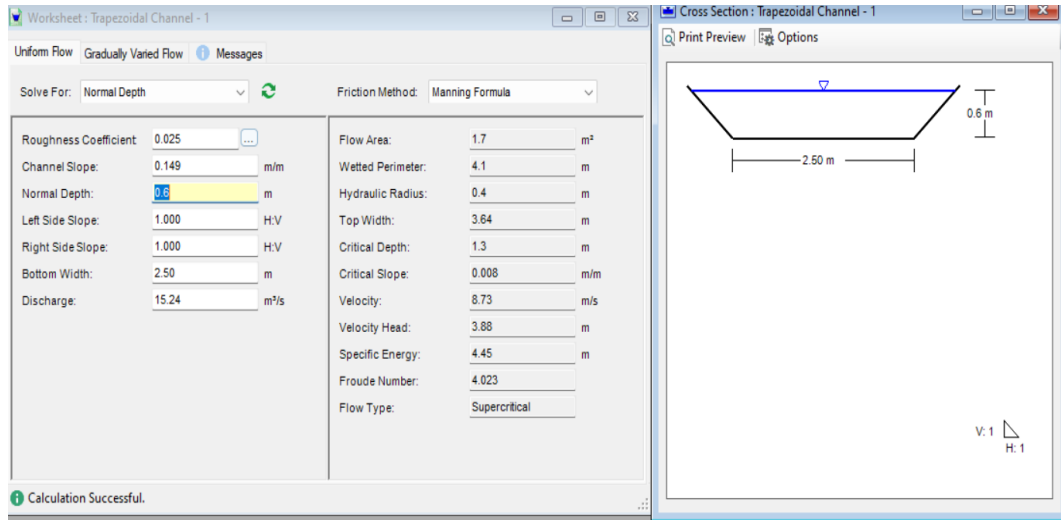 Worksheet : Trapezoidal Channel - 1
Uniform Flow Gradually Varied Flow Messages
Solve For: Normal Depth Friction Method: Manning Formula
Roughness Coefficient 0.025 ...
Channel Slope: 0.149 m/m
Normal Depth: 0.6 m
Left Side Slope: 1.000 H:V
Right Side Slope: 1.000 H:V
Bottom Width: 2.50 m
Discharge: 15.24 m³/s
Flow Area: 1.7 m²
Wetted Perimeter: 4.1 m
Hydraulic Radius: 0.4 m
Top Width: 3.64 m
Critical Depth: 1.3 m
Critical Slope: 0.008 m/m
Velocity: 8.73 m/s
Velocity Head: 3.88 m
Specific Energy: 4.45 m
Froude Number: 4.023
Flow Type: Supercritical
Calculation Successful.
Cross Section : Trapezoidal Channel - 1
Print Preview Options
0.6 m
2.50 m
V: 1
H: 1